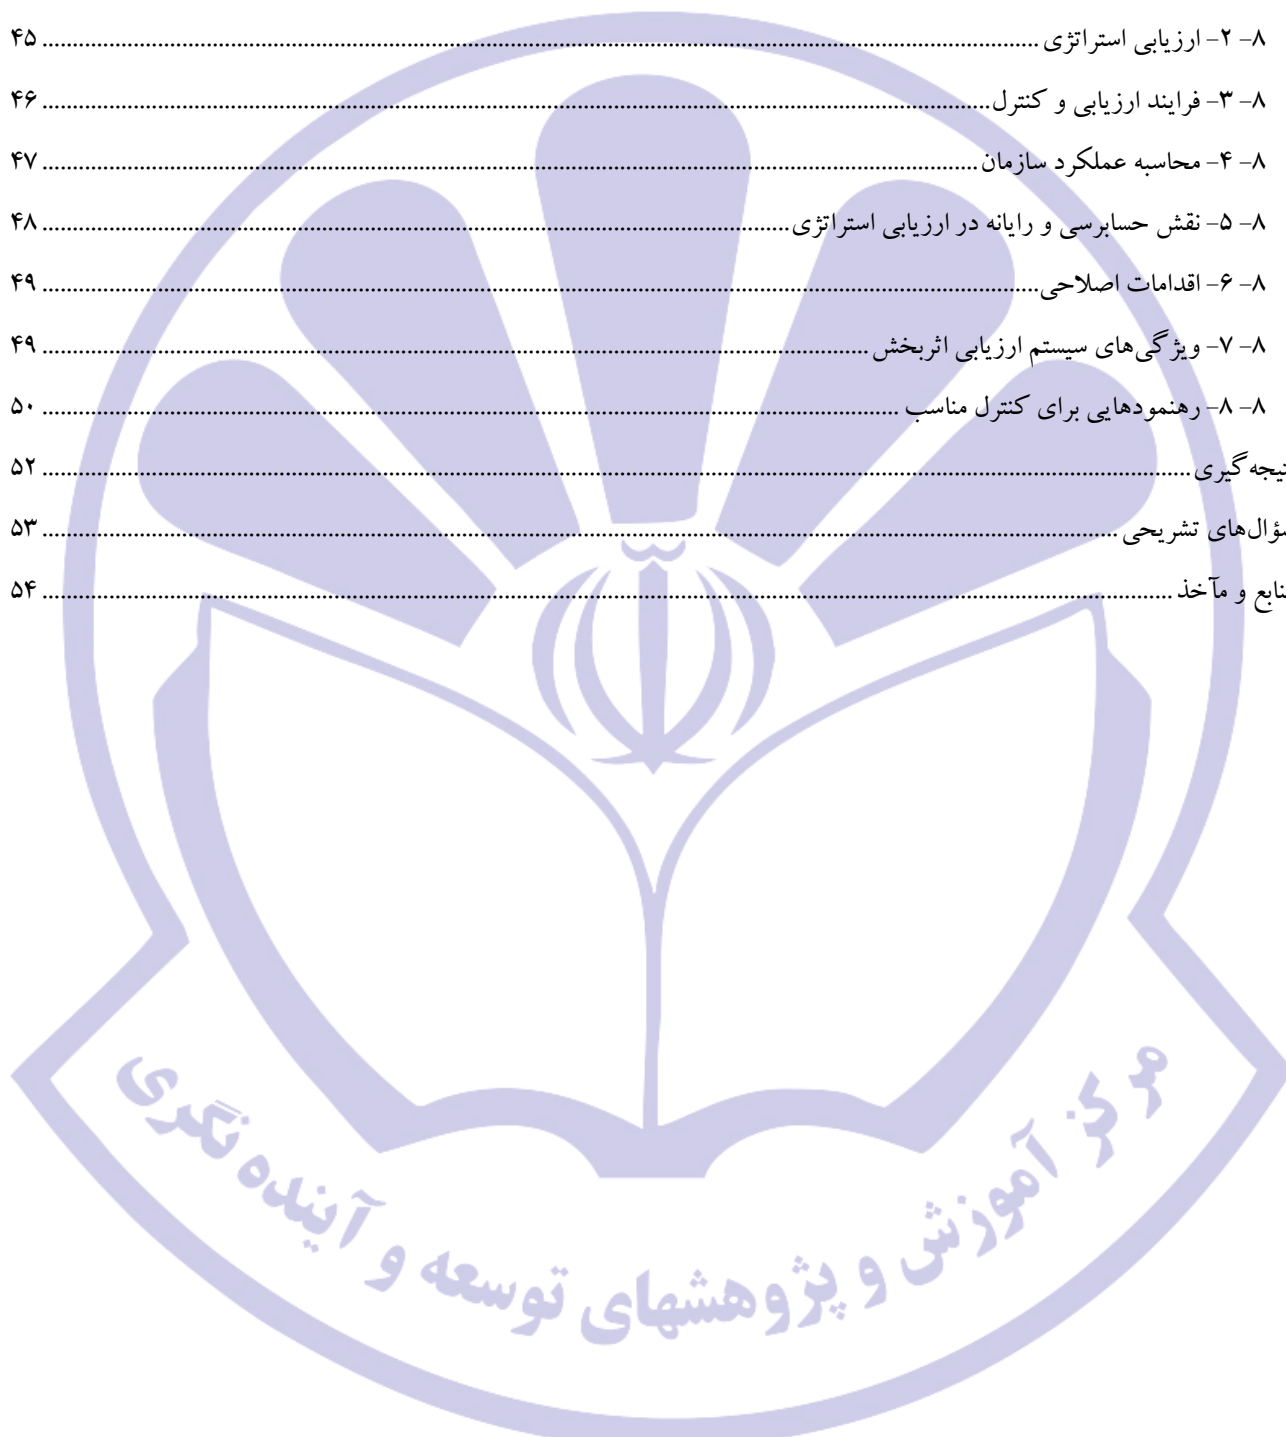 ۸- ۲- ارزیابی استراتژی ........ ۴۵
۸- ۳- فرایند ارزیابی و کنترل ........ ۴۶
۸- ۴- محاسبه عملکرد سازمان ........ ۴۷
۸- ۵- نقش حسابرسی و رایانه در ارزیابی استراتژی ........ ۴۸
۸- ۶- اقدامات اصلاحی ........ ۴۹
۸- ۷- ویژگی‌های سیستم ارزیابی اثربخش ........ ۴۹
۸- ۸- رهنمودهایی برای کنترل مناسب ........ ۵۰
تیجه‌گیری ........ ۵۲
سؤال‌های تشریحی ........ ۵۳
نابع و مآخذ ........ ۵۴
مرکز آموزش و پژوهشهای توسعه و آینده نگری